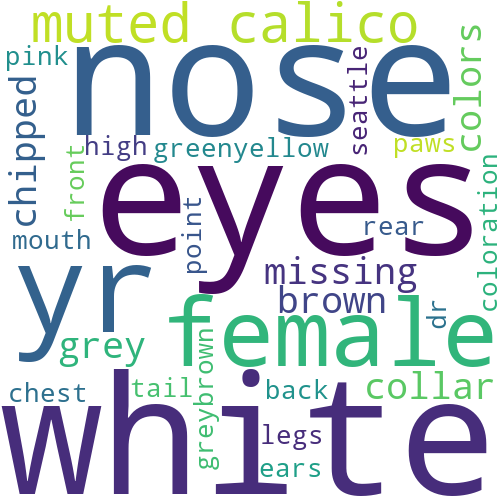 muted calico
nose
pink
seattle
colors
chipped
high
greenyellow
paws
front
eyes
coloration
mouth
point
rear
yr
missing
brown
dr
female
grey
greybrown
collar
chest
tail
back
white
legs
ears